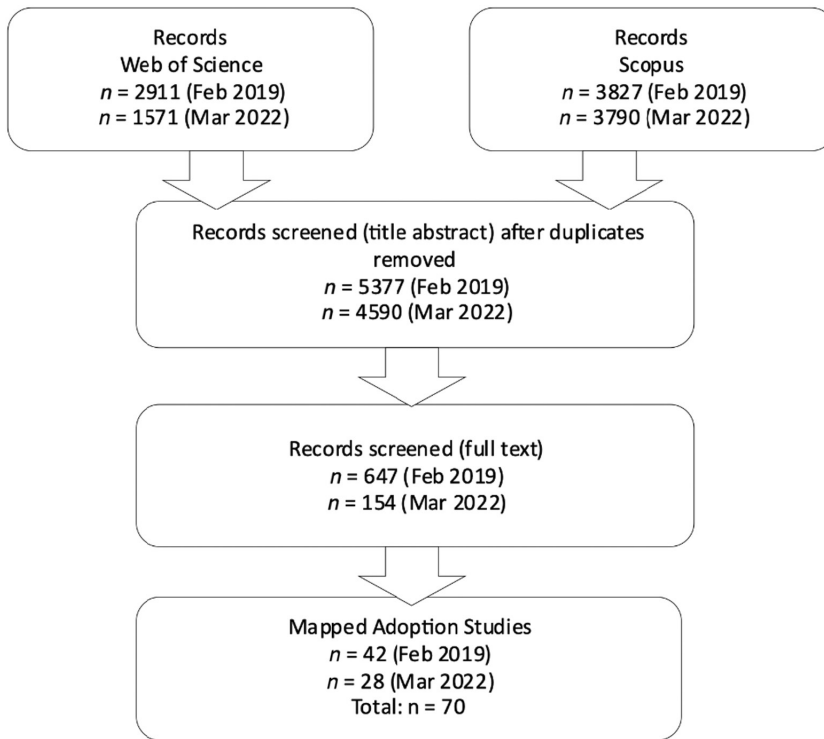 Records
Web of Science
n = 2911 (Feb 2019)
n = 1571 (Mar 2022)
Records
Scopus
n = 3827 (Feb 2019)
n = 3790 (Mar 2022)
Records screened (title abstract) after duplicates
removed
n = 5377 (Feb 2019)
n = 4590 (Mar 2022)
Records screened (full text)
n = 647 (Feb 2019)
n = 154 (Mar 2022)
Mapped Adoption Studies
n = 42 (Feb 2019)
n = 28 (Mar 2022)
Total: n = 70